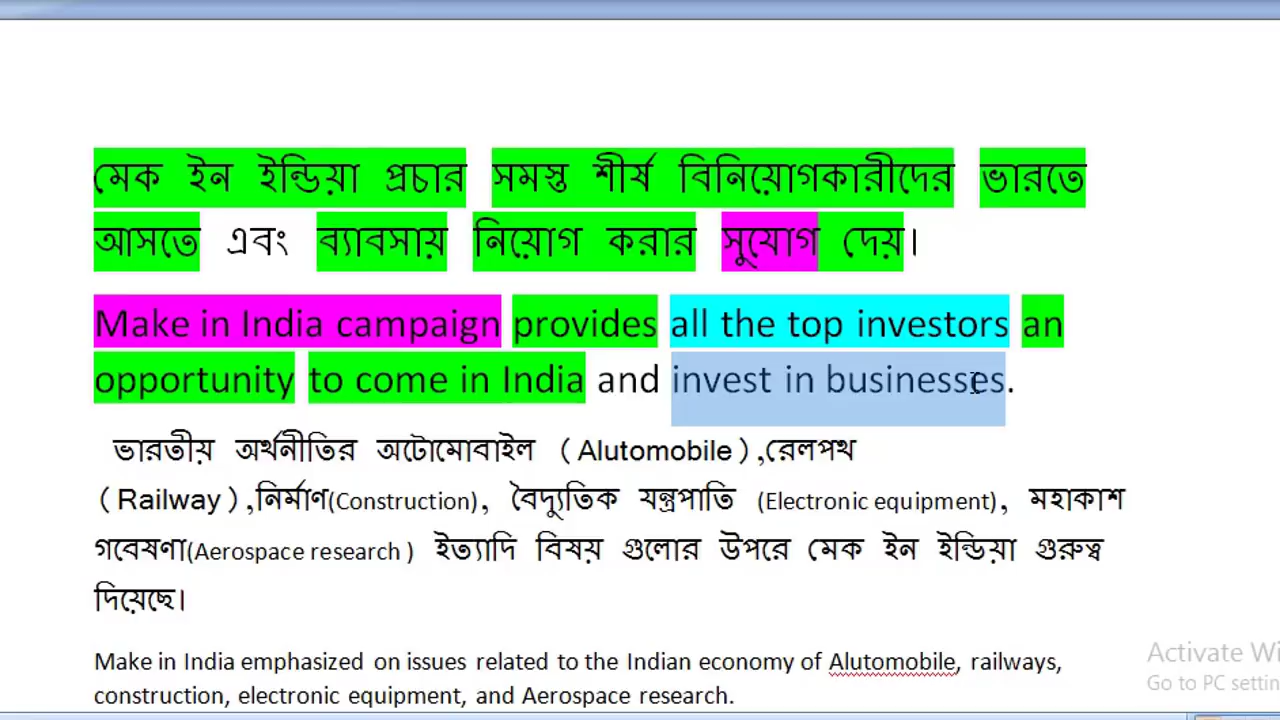 মেক ইন ইন্ডিয়া প্রচার সমস্ত শীর্ষ বিনিয়োগকারীদের ভারতে
আসতে এবং ব্যাবসায় নিয়োগ করার সুযোগ দেয়।
Make in India campaign provides all the top investors an
opportunity to come in India and invest in businesses.
ভারতীয় অর্থনীতির অটোমোবাইল (Alutomobile),রেলপথ
(Railway),নির্মাণ(Construction), বৈদ্যুতিক যন্ত্রপাতি (Electronic equipment), মহাকাশ
গবেষণা(Aerospace research ) ইত্যাদি বিষয় গুলোর উপরে মেক ইন ইন্ডিয়া গুরুত্ব
দিয়েছে।
Make in India emphasized on issues related to the Indian economy of Alutomobile, railways,
construction, electronic equipment, and Aerospace research.
Activate Wi
Go to PC settin